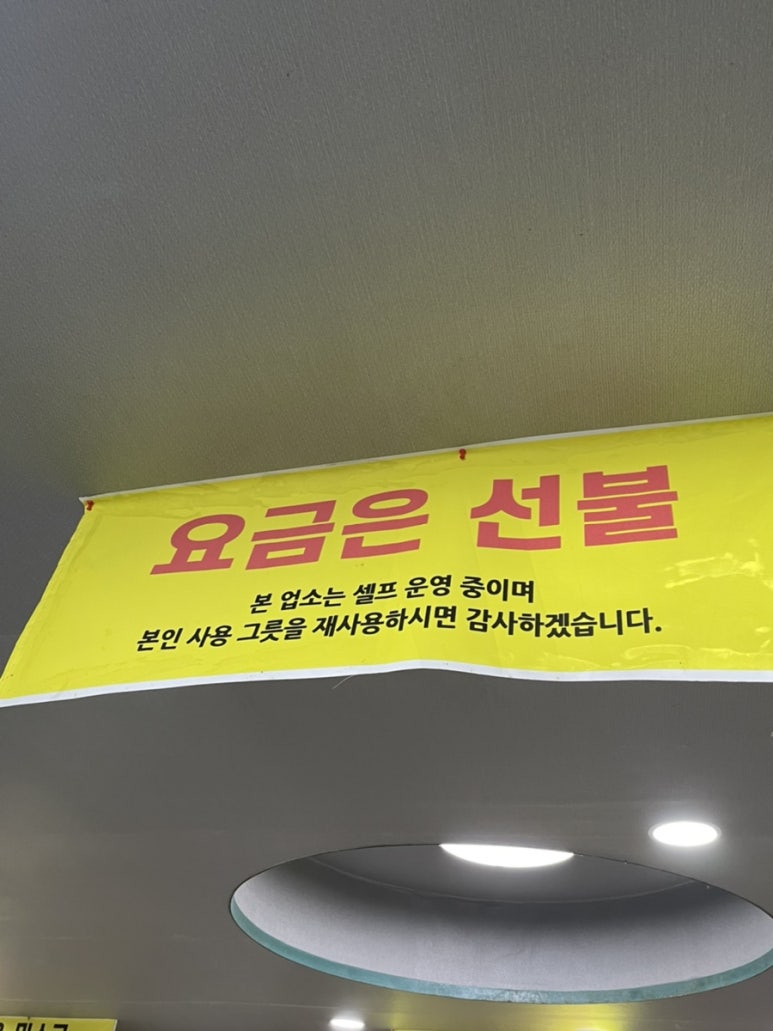 요금은 선불
본 업소는 셀프 운영 중이며
본인 사용 그릇을 재사용하시면 감사하겠습니다.